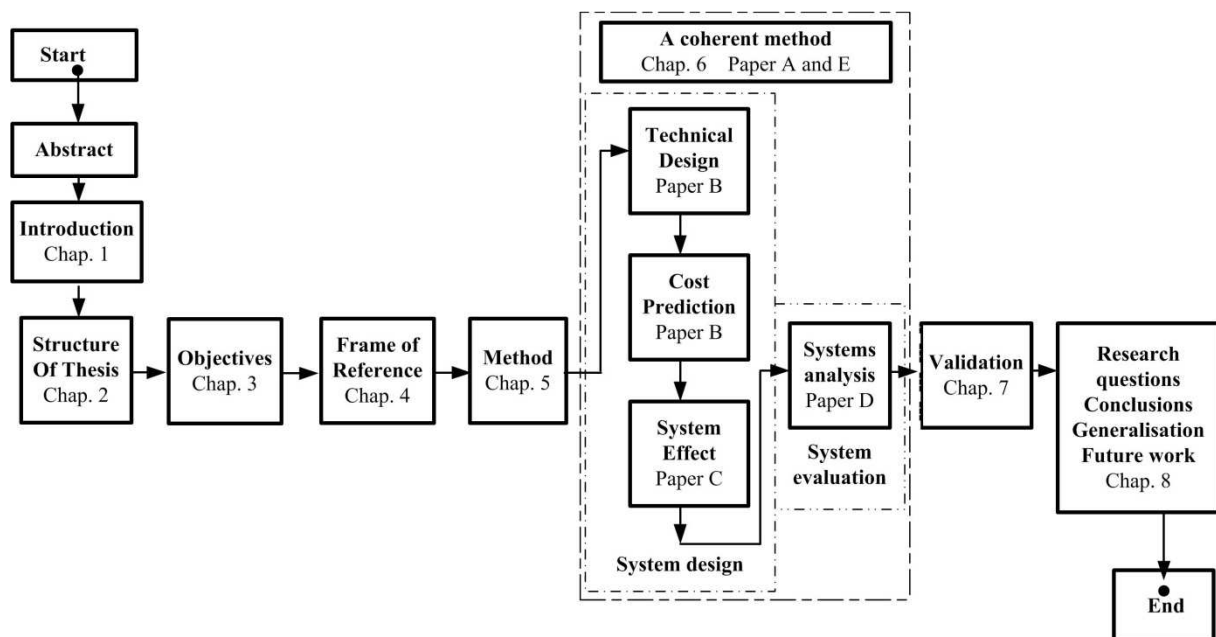 Start
Abstract
Introduction
Chap. 1
Structure
Of Thesis
Chap. 2
Objectives
Chap. 3
Frame of
Reference
Chap. 4
Method
Chap. 5
A coherent method
Chap. 6 Paper A and E
Technical
Design
Paper B
Cost
Prediction
Paper B
System
Effect
Paper C
System design
Systems
analysis
Paper D
System
evaluation
Validation
Chap. 7
Research
questions
Conclusions
Generalisation
Future work
Chap. 8
End